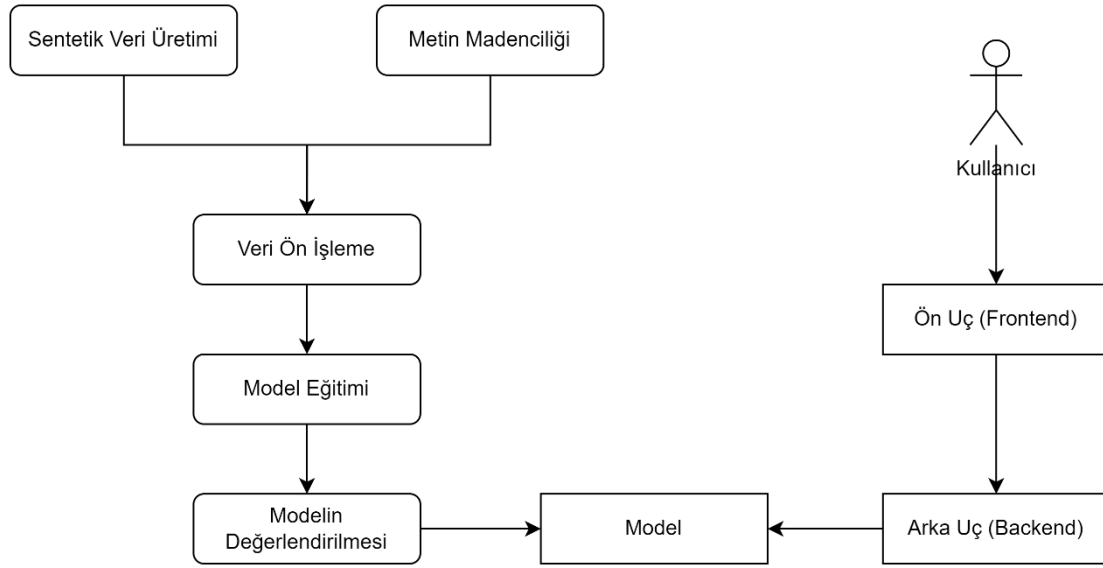 Sentetik Veri Üretimi
Metin Madenciliği
Kullanıcı
Veri Ön İşleme
Ön Uç (Frontend)
Model Eğitimi
Modelin
Değerlendirilmesi
Model
Arka Uç (Backend)